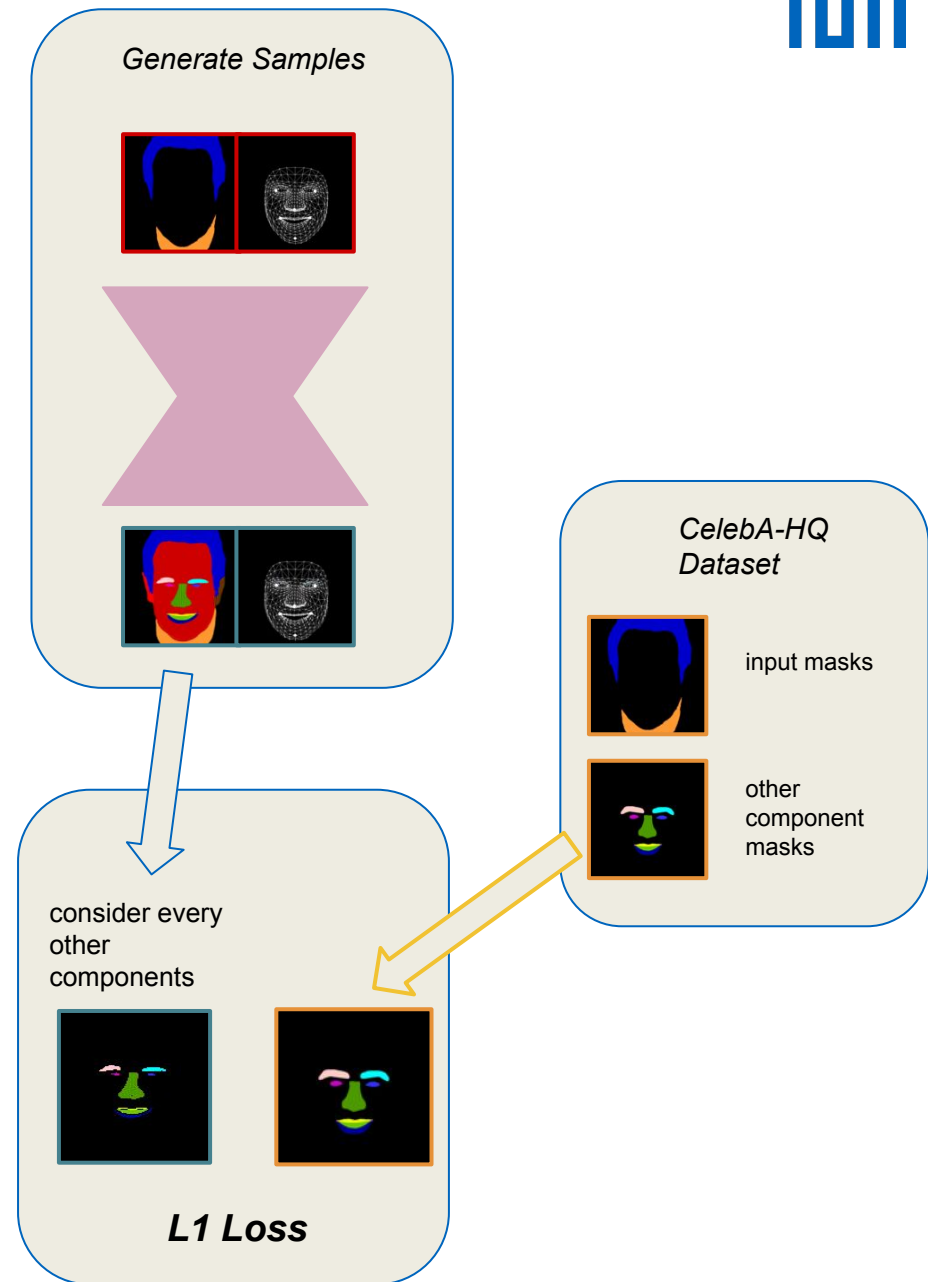 Generate Samples
CelebA-HQ
Dataset
input masks
other
component
masks
consider every
other
components
L1 Loss